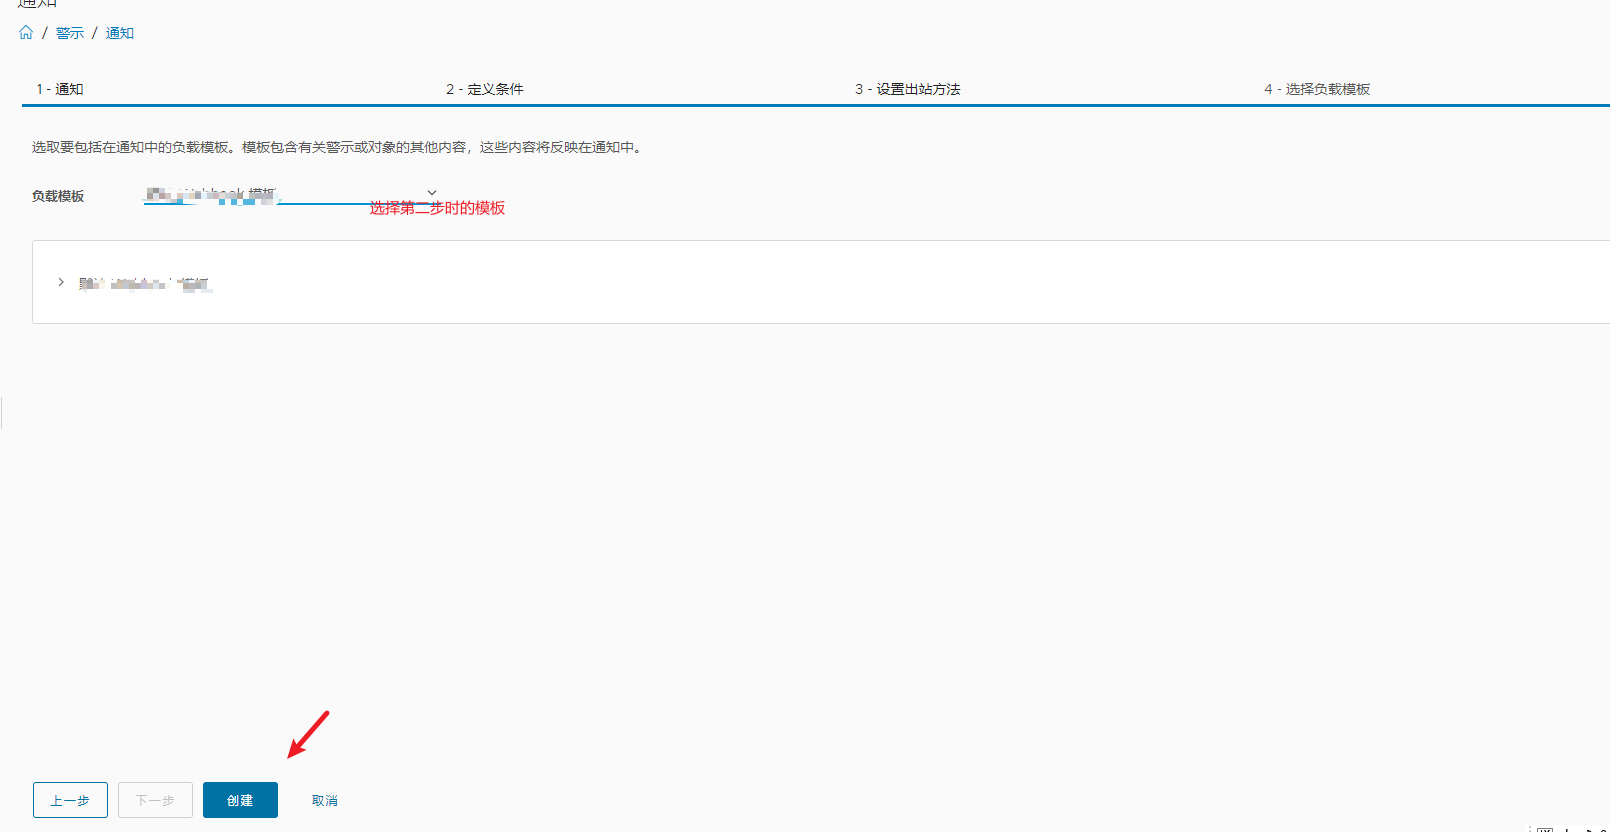 通知
/ 警示 / 通知
1 - 通知
2 - 定义条件
3 - 设置出站方法
4 - 选择负载模板
选取要包括在通知中的负载模板。模板包含有关警示或对象的其他内容，这些内容将反映在通知中。
负载模板
模板
选择第二步时的模板
模板
上一步
下一步
创建
取消